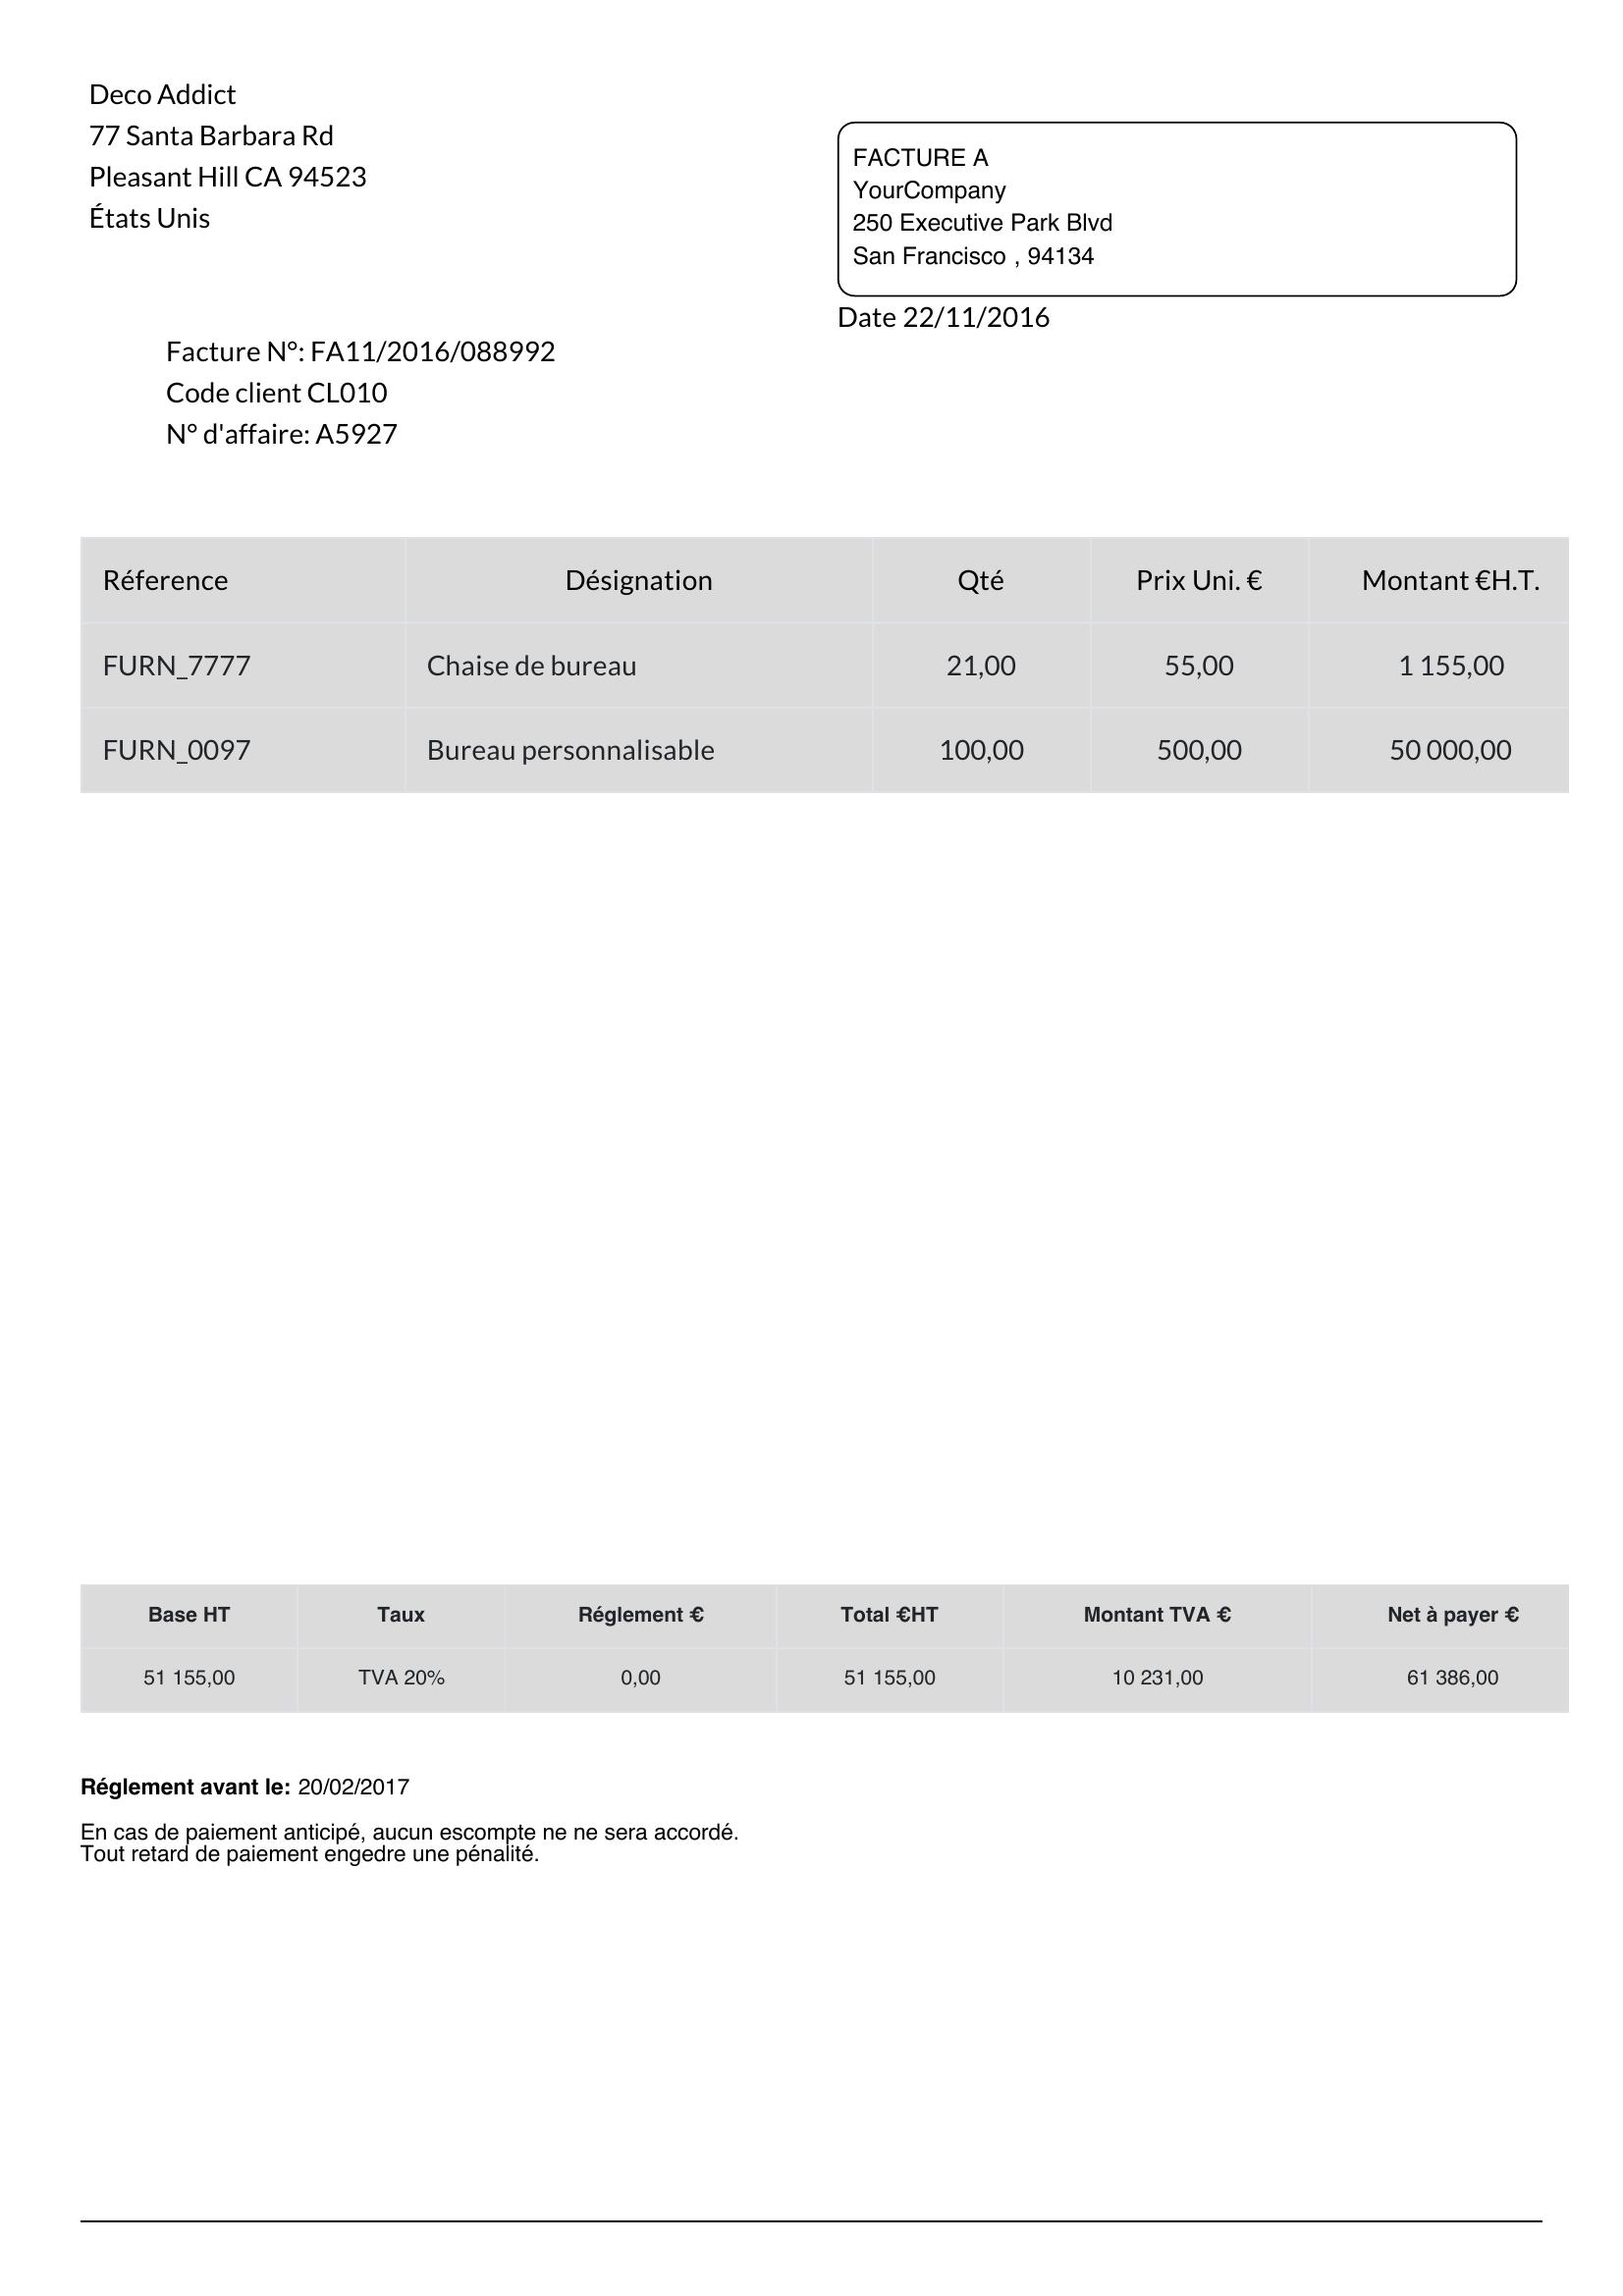 Deco Addict
77 Santa Barbara Rd
Pleasant Hill CA 94523
États Unis
FACTURE A
YourCompany
250 Executive Park Blvd
San Francisco , 94134
Date 22/11/2016
Facture N°: FA11/2016/088992
Code client CL010
N° d'affaire: A5927
Réference Désignation Qté Prix Uni. € Montant €H.T.
FURN_7777 Chaise de bureau 21,00 55,00 1 155,00
FURN_0097 Bureau personnalisable 100,00 500,00 50 000,00
Base HT Taux Réglement € Total €HT Montant TVA € Net à payer €
51 155,00 TVA 20% 0,00 51 155,00 10 231,00 61 386,00
Réglement avant le: 20/02/2017
En cas de paiement anticipé, aucun escompte ne ne sera accordé.
Tout retard de paiement engedre une pénalité.